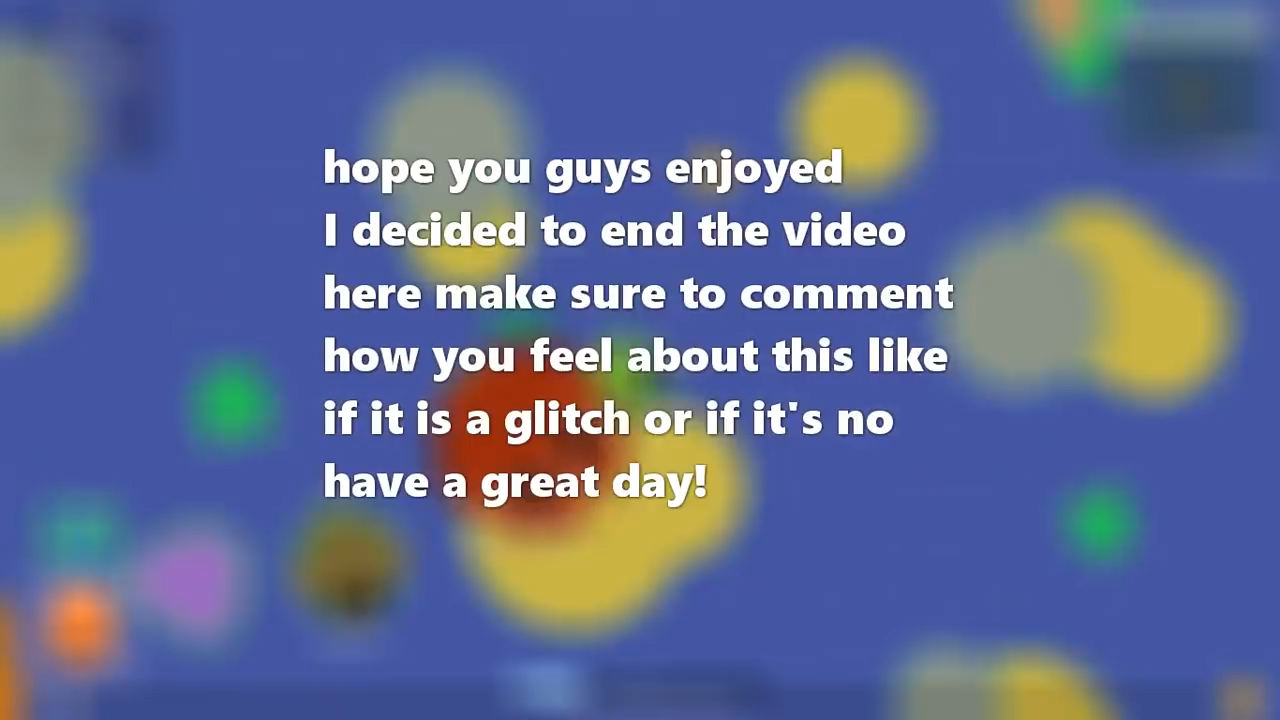 hope you guys enjoyed
I decided to end the video
here make sure to comment
how you feel about this like
if it is a glitch or if it's no
have a great day!